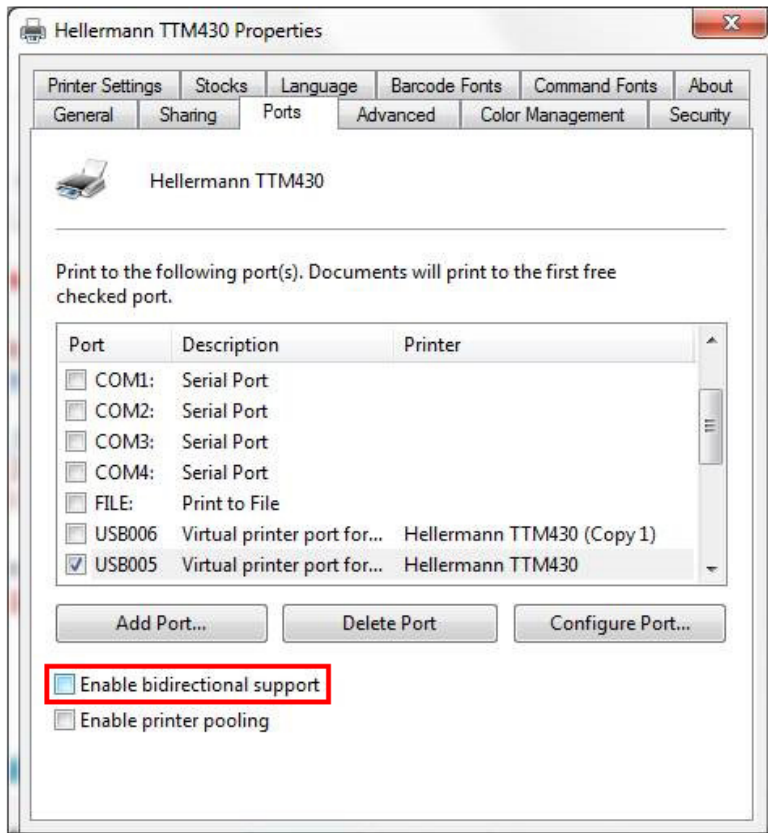 Hellermann TTM430 Properties
Printer Settings Stocks Language Barcode Fonts Command Fonts About
General Sharing Ports Advanced Color Management Security
Hellermann TTM430
Print to the following port(s). Documents will print to the first free
checked port.
Port Description Printer
COM1: Serial Port
COM2: Serial Port
COM3: Serial Port
COM4: Serial Port
FILE: Print to File
USB006 Virtual printer port for... Hellermann TTM430 (Copy 1)
USB005 Virtual printer port for... Hellermann TTM430
Add Port... Delete Port Configure Port...
Enable bidirectional support
Enable printer pooling